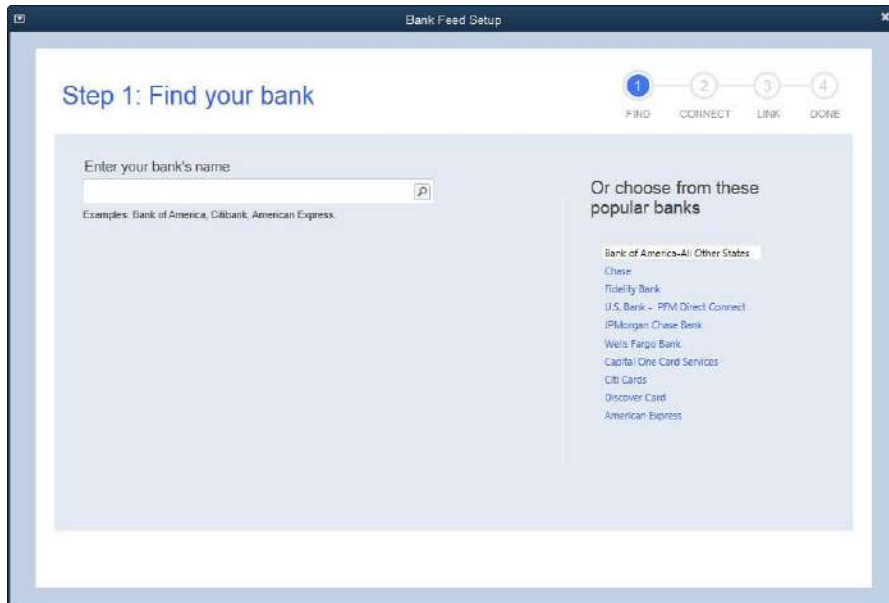 Bank Feed Setup
Step 1: Find your bank
1 2 3 4
FIND CONNECT LINK DONE
Enter your bank's name
Examples: Bank of America, Citibank, American Express.
Or choose from these
popular banks
Bank of America-All Other States
Chase
Fidelity Bank
U.S. Bank - PFM Direct Connect
JPMorgan Chase Bank
Wells Fargo Bank
Capital One Card Services
Citi Cards
Discover Card
American Express